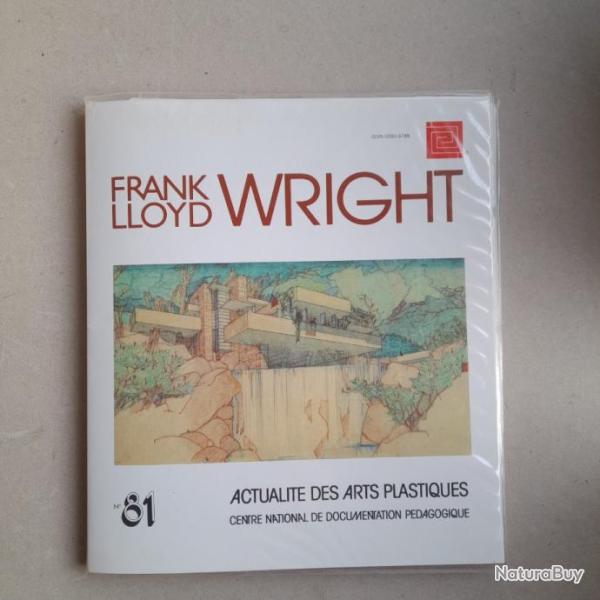 FRANK
LLOYD WRIGHT
N° 81
ACTUALITE DES ARTS PLASTIQUES
CENTRE NATIONAL DE DOCUMENTATION PEDAGOGIQUE
NaturaBuy